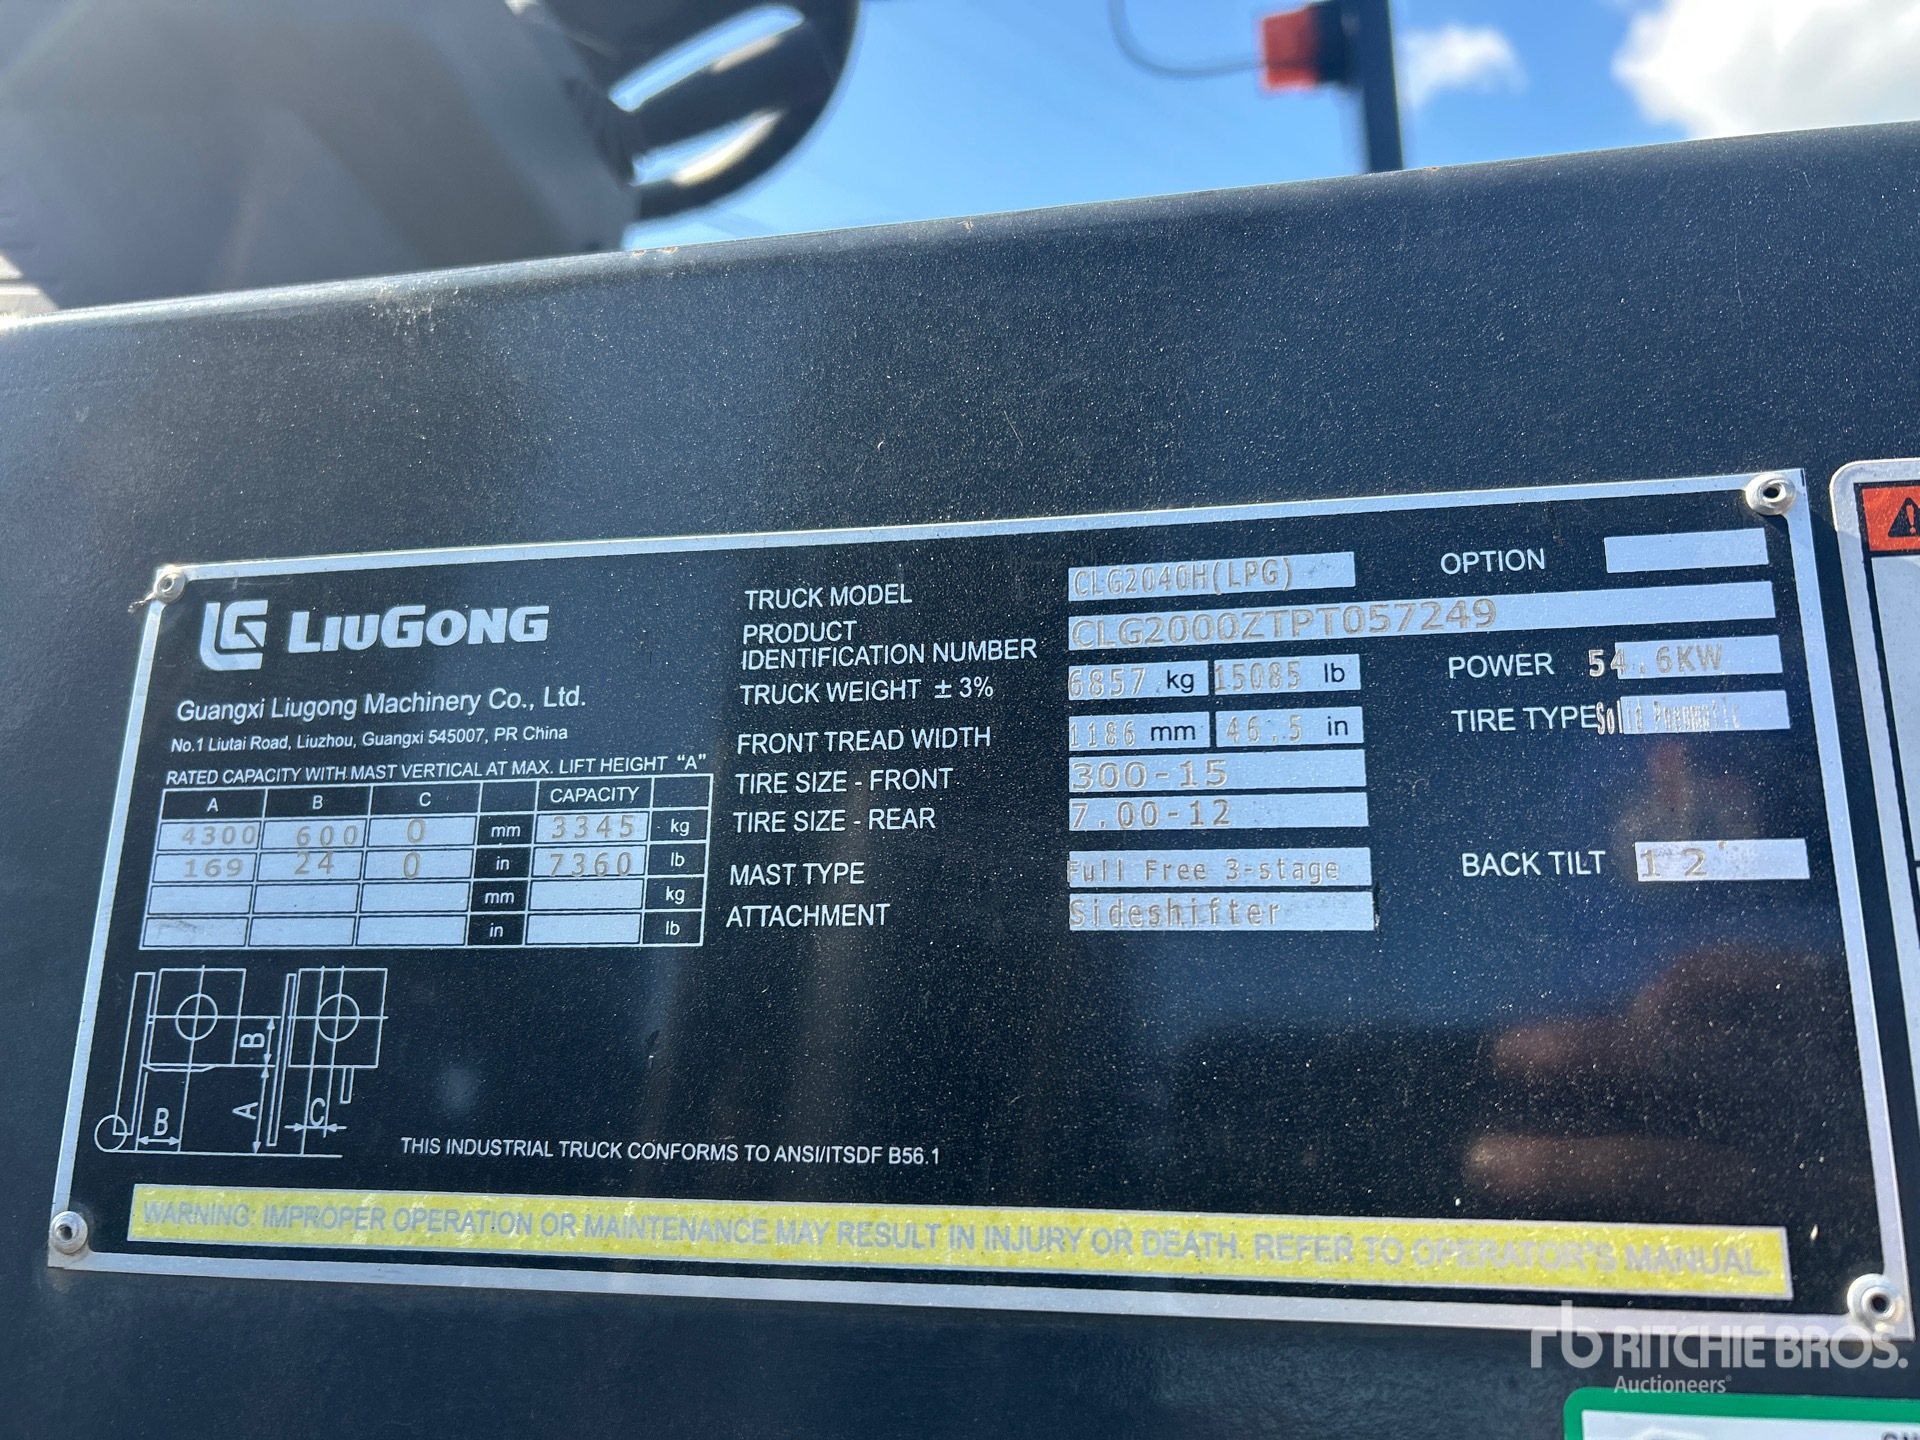 LG LIUGONG
Guangxi Liugong Machinery Co., Ltd.
No.1 Liutai Road, Liuzhou, Guangxi 545007, PR China
RATED CAPACITY WITH MAST VERTICAL AT MAX. LIFT HEIGHT "A"
A B C CAPACITY
4300 600 0 mm 3345 kg
169 24 0 in 7360 lb
mm kg
in lb
B
A
B
C
TRUCK MODEL CLG2040H(LPG) OPTION
PRODUCT
IDENTIFICATION NUMBER CLG2000ZTPT057249
TRUCK WEIGHT ± 3% 6857 kg 15085 lb POWER 54.6KW
FRONT TREAD WIDTH 1186 mm 46.5 in TIRE TYPE Solid Pneumatic
TIRE SIZE - FRONT 300-15
TIRE SIZE - REAR 7.00-12
MAST TYPE Full Free 3-stage BACK TILT 12°
ATTACHMENT Sideshifter
THIS INDUSTRIAL TRUCK CONFORMS TO ANSI/ITSDF B56.1
WARNING: IMPROPER OPERATION OR MAINTENANCE MAY RESULT IN INJURY OR DEATH. REFER TO OPERATOR'S MANUAL.
rb RITCHIE BROS.
Auctioneers